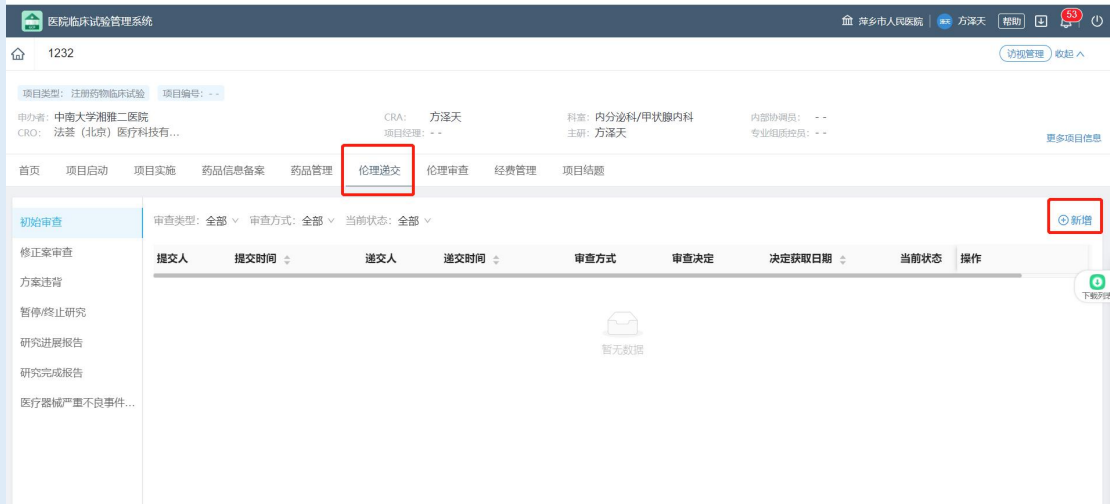 医院临床试验管理系统 萍乡市人民医院 方泽天 帮助 53
1232 访视管理 收起
项目类型: 注册药物临床试验 项目编号: - -
申办者: 中南大学湘雅二医院 CRA: 方泽天 科室: 内分泌科/甲状腺内科 内部协调员: - -
CRO: 法荟（北京）医疗科技有... 项目经理: - - 主研: 方泽天 专业组质控员: - -
更多项目信息
首页 项目启动 项目实施 药品信息备案 药品管理 伦理递交 伦理审查 经费管理 项目结题
初始审查 审查类型: 全部 审查方式: 全部 当前状态: 全部 新增
修正案审查
提交人 提交时间 递交人 递交时间 审查方式 审查决定 决定获取日期 当前状态 操作
方案违背
下载列表
暂停/终止研究
研究进展报告
暂无数据
研究完成报告
医疗器械严重不良事件...